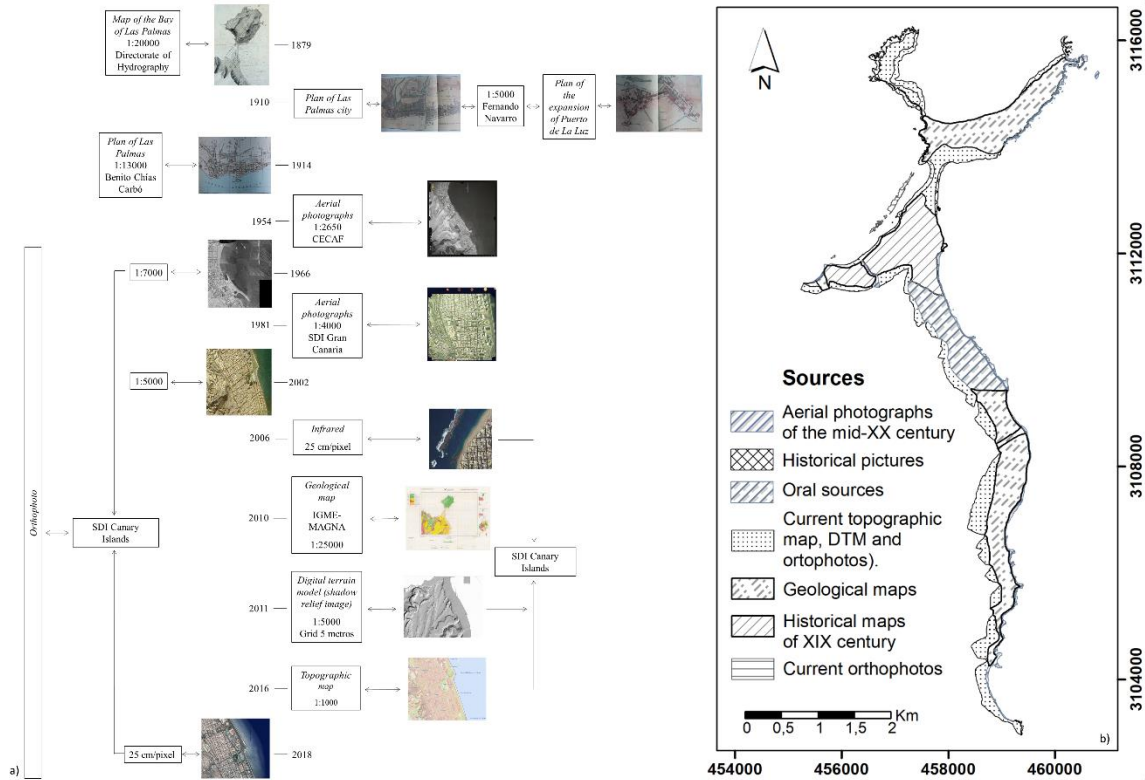 Map of the Bay
of Las Palmas
1:20000
Directorate of
Hydrography
1879
1910
Plan of Las
Palmas city
1:5000
Fernando
Navarro
Plan of
the
expansion
of Puerto
de La Luz
Plan of Las
Palmas
1:13000
Benito Chías
Carbó
1914
1954
Aerial
photographs
1:2650
CECAF
1:7000
1966
1981
Aerial
photographs
1:4000
SDI Gran
Canaria
1:5000
2002
2006
Infrared
25 cm/pixel
2010
Geological
map
IGME-
MAGNA
1:25000
Orthophoto
SDI Canary
Islands
SDI Canary
Islands
2011
Digital terrain
model (shadow
relief image)
1:5000
Grid 5 metros
2016
Topographic
map
1:1000
25 cm/pixel
2018
a)
N
Sources
Aerial photographs
of the mid-XX century
Historical pictures
Oral sources
Current topographic
map, DTM and
ortophotos).
Geological maps
Historical maps
of XIX century
Current orthophotos
Km
0 0,5 1 2
b)
3116000
3112000
3108000
3104000
454000 456000 458000 460000